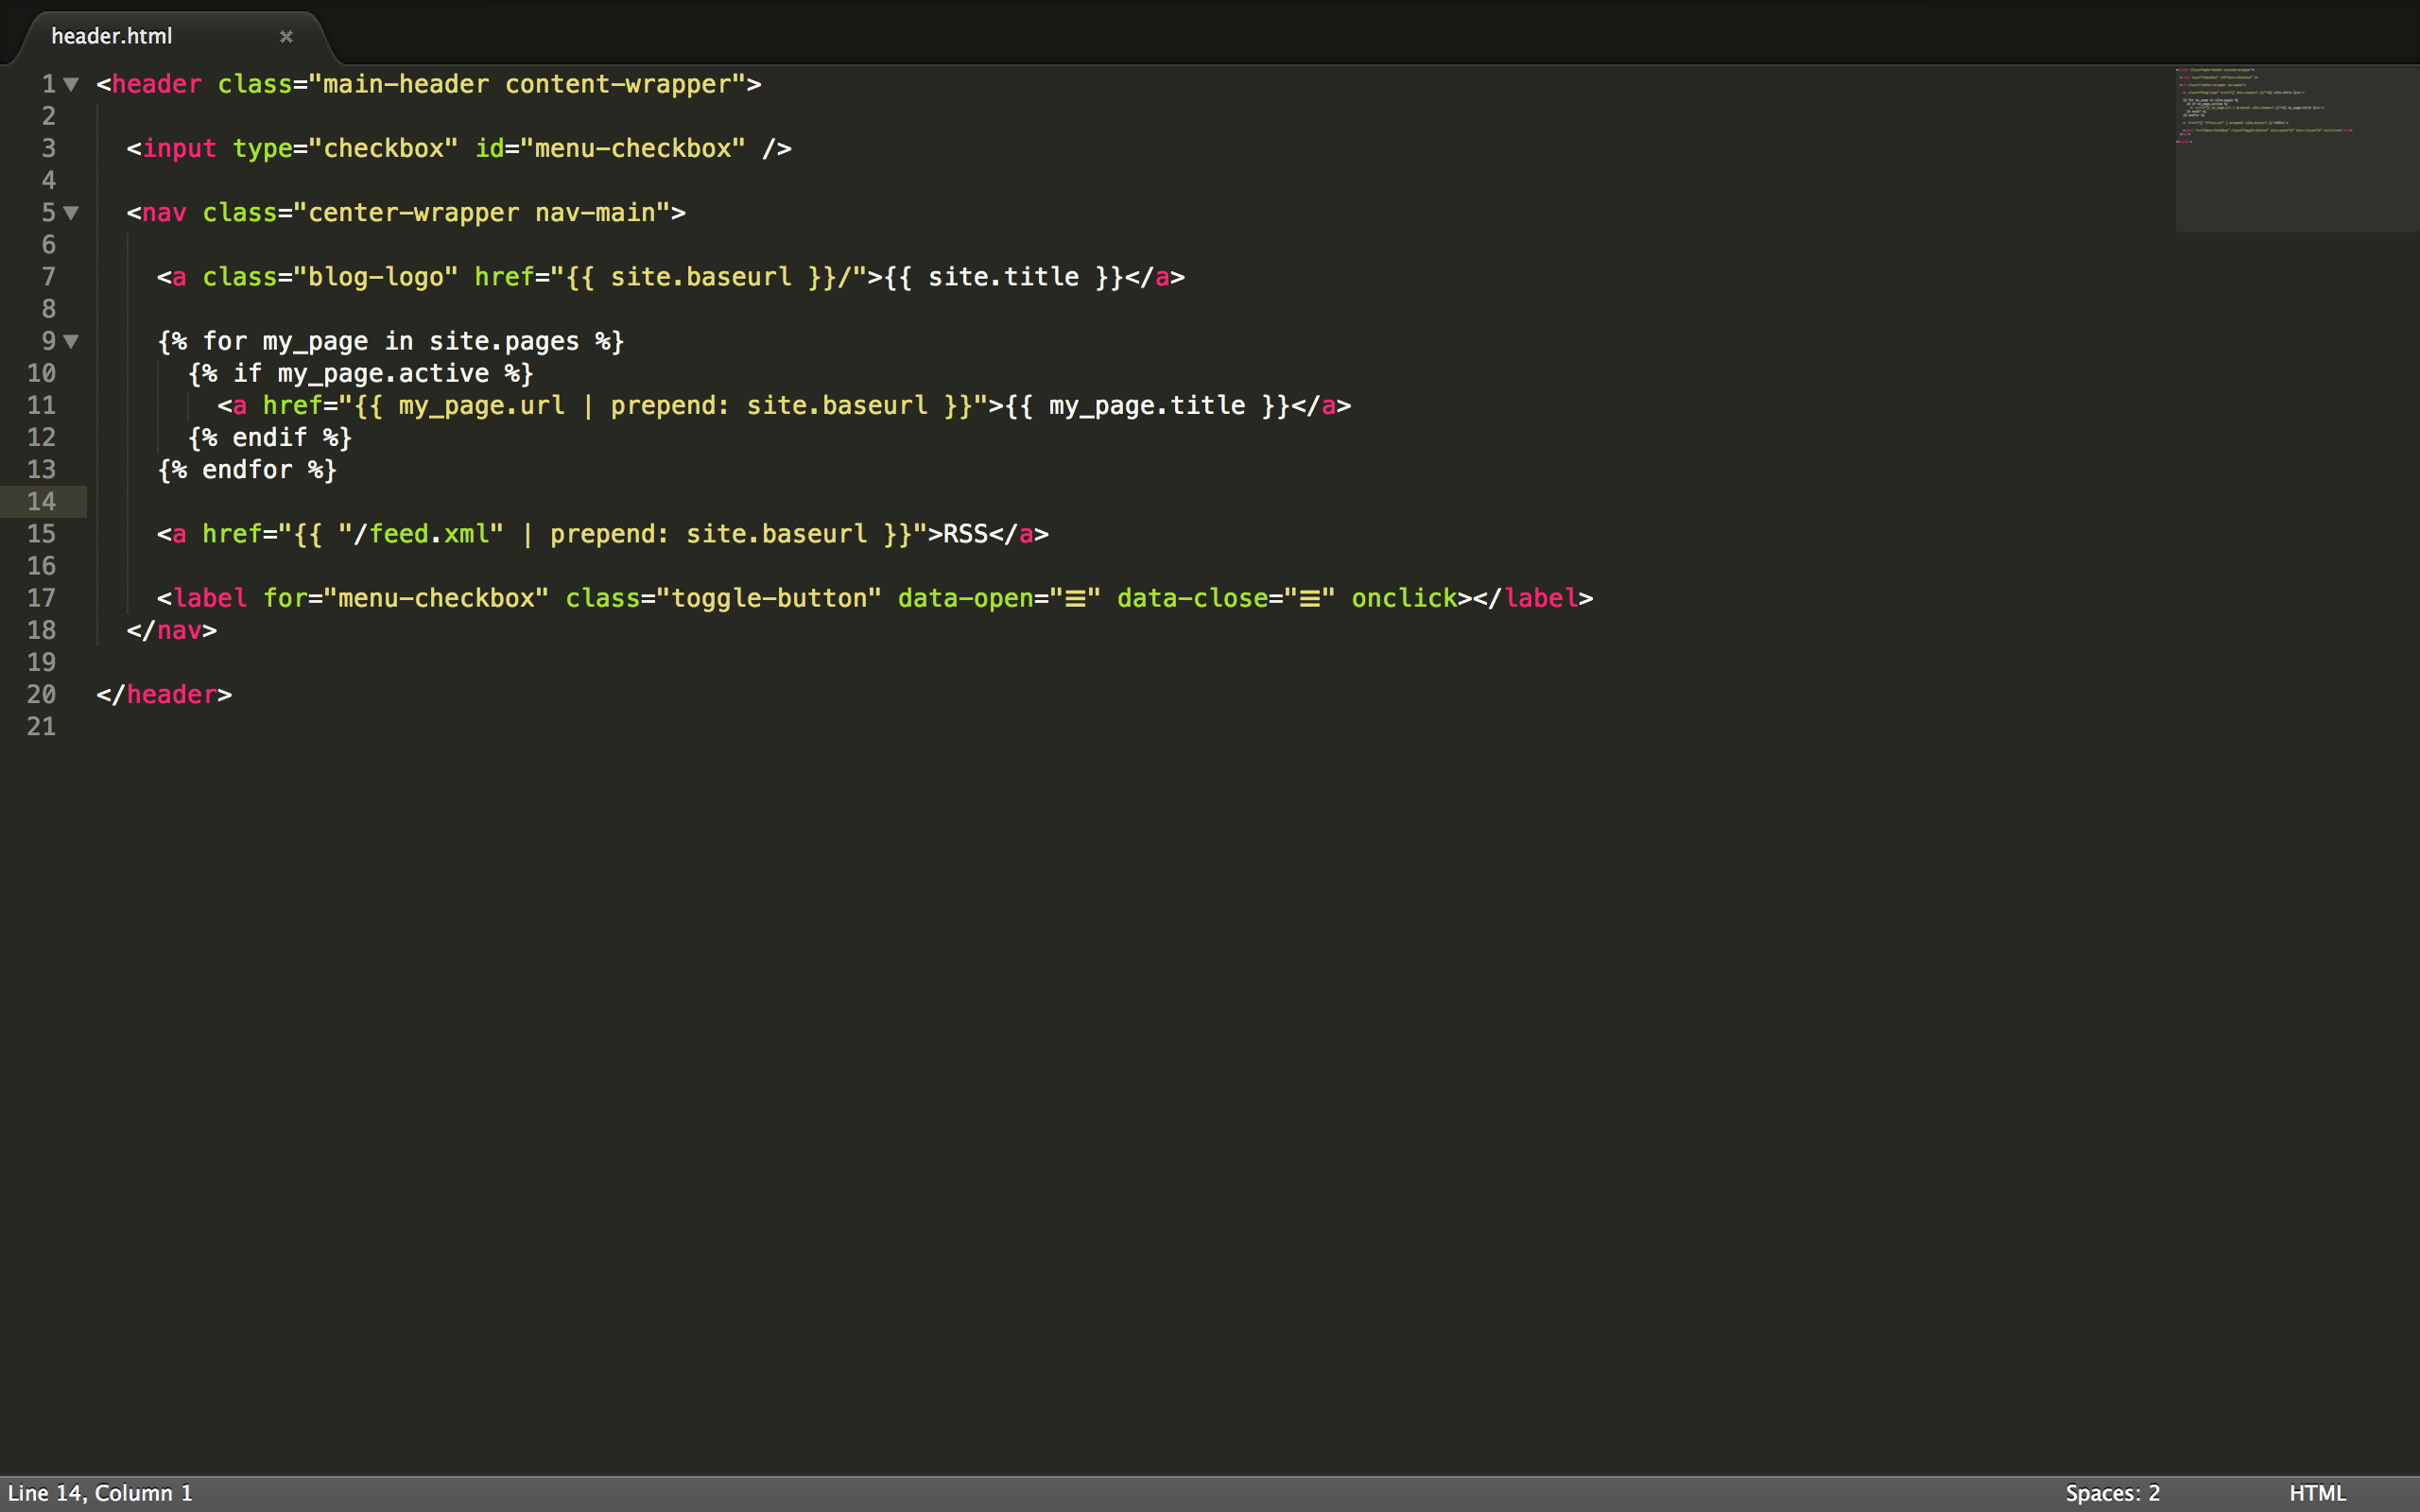 header.html ×
1 ▼ <header class="main-header content-wrapper">
2
3 <input type="checkbox" id="menu-checkbox" />
4
5 ▼ <nav class="center-wrapper nav-main">
6
7 <a class="blog-logo" href="{{ site.baseurl }}/">{{ site.title }}</a>
8
9 ▼ {% for my_page in site.pages %}
10 {% if my_page.active %}
11 <a href="{{ my_page.url | prepend: site.baseurl }}">{{ my_page.title }}</a>
12 {% endif %}
13 {% endfor %}
14
15 <a href="{{ "/feed.xml" | prepend: site.baseurl }}">RSS</a>
16
17 <label for="menu-checkbox" class="toggle-button" data-open="☰" data-close="☰" onclick></label>
18 </nav>
19
20 </header>
21
Line 14, Column 1 Spaces: 2 HTML